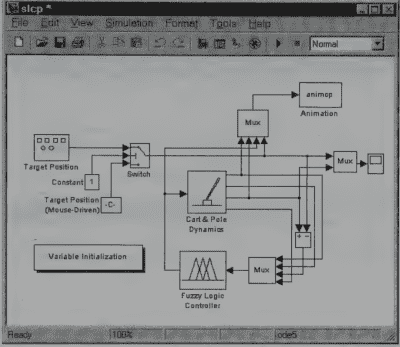 slcp *
File Edit View Simulation Format Tools Help
Normal
animcp
Animation
Mux
Target Position
Switch
Mux
Constant
1
Target Position
(Mouse-Driven)
-C-
Cart & Pole
Dynamics
+ -
Variable Initialization
Fuzzy Logic
Controller
Mux
Ready
100%
ode5